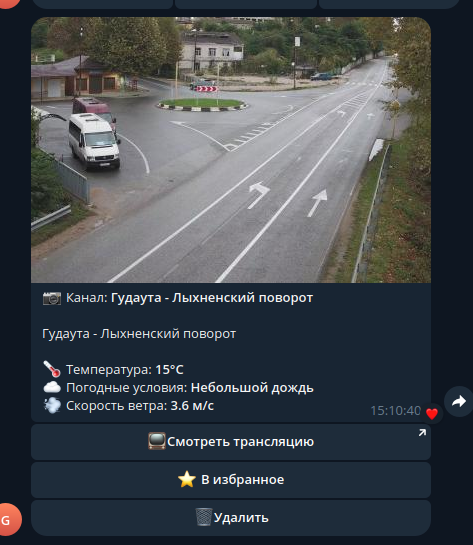 Канал: Гудаута - Лыхненский поворот
Гудаута - Лыхненский поворот
Температура: 15°C
Погодные условия: Небольшой дождь
Скорость ветра: 3.6 м/с
15:10:40
Смотреть трансляцию
В избранное
Удалить
G